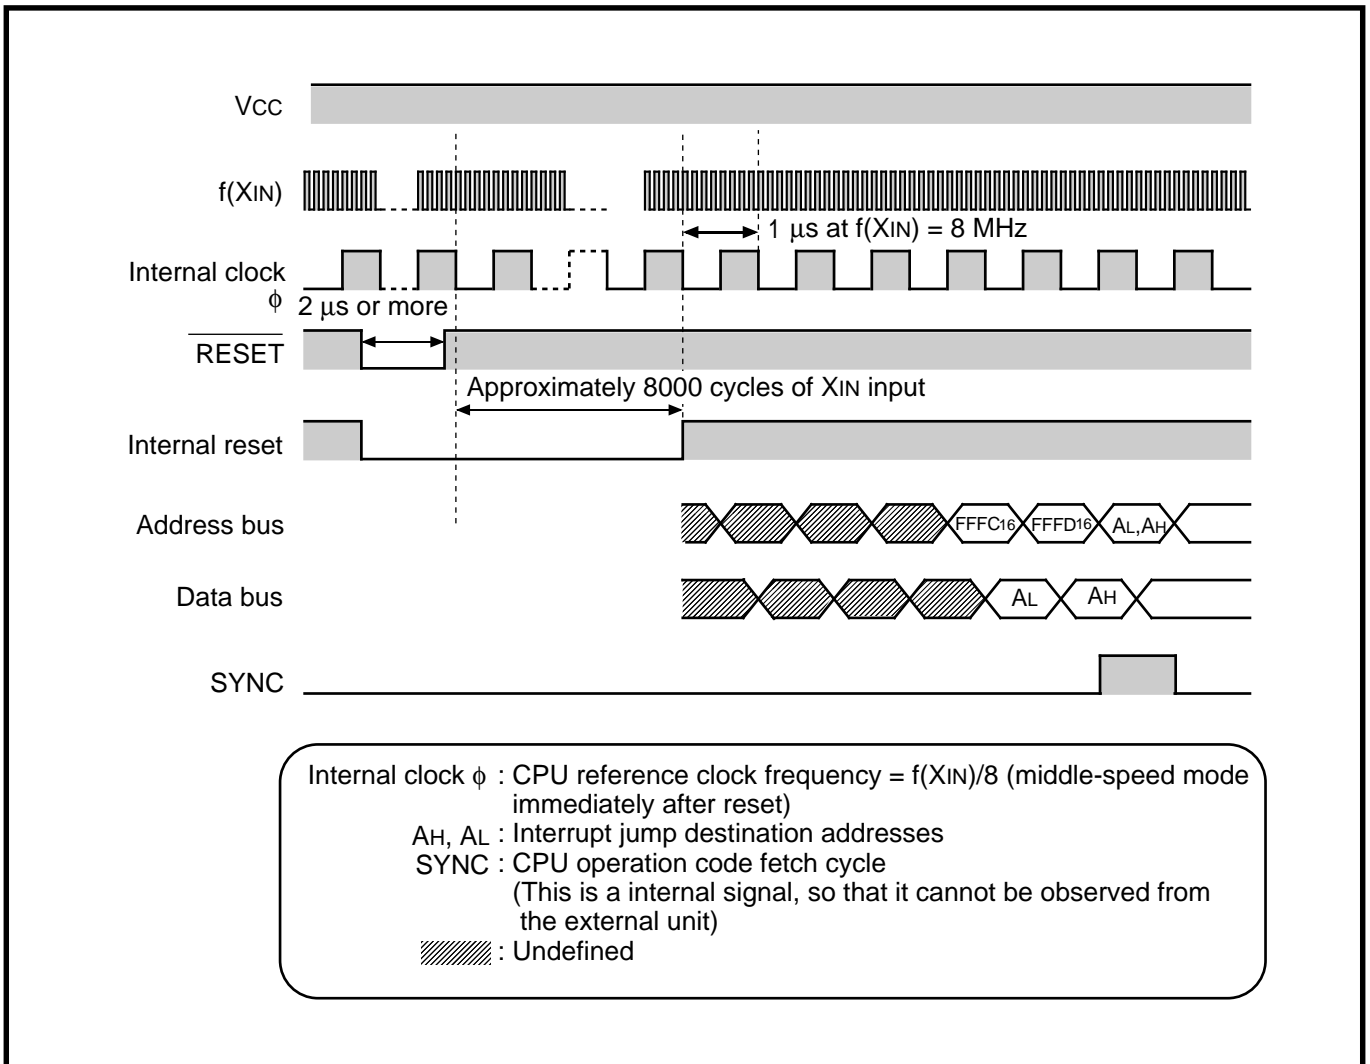 VCC
f(XIN)
1 μs at f(XIN) = 8 MHz
Internal clock
ϕ
2 μs or more
RESET
Approximately 8000 cycles of XIN input
Internal reset
Address bus
FFFC16
FFFD16
AL,AH
Data bus
AL
AH
SYNC
Internal clock ϕ : CPU reference clock frequency = f(XIN)/8 (middle-speed mode
immediately after reset)
AH, AL : Interrupt jump destination addresses
SYNC : CPU operation code fetch cycle
(This is a internal signal, so that it cannot be observed from
the external unit)
: Undefined